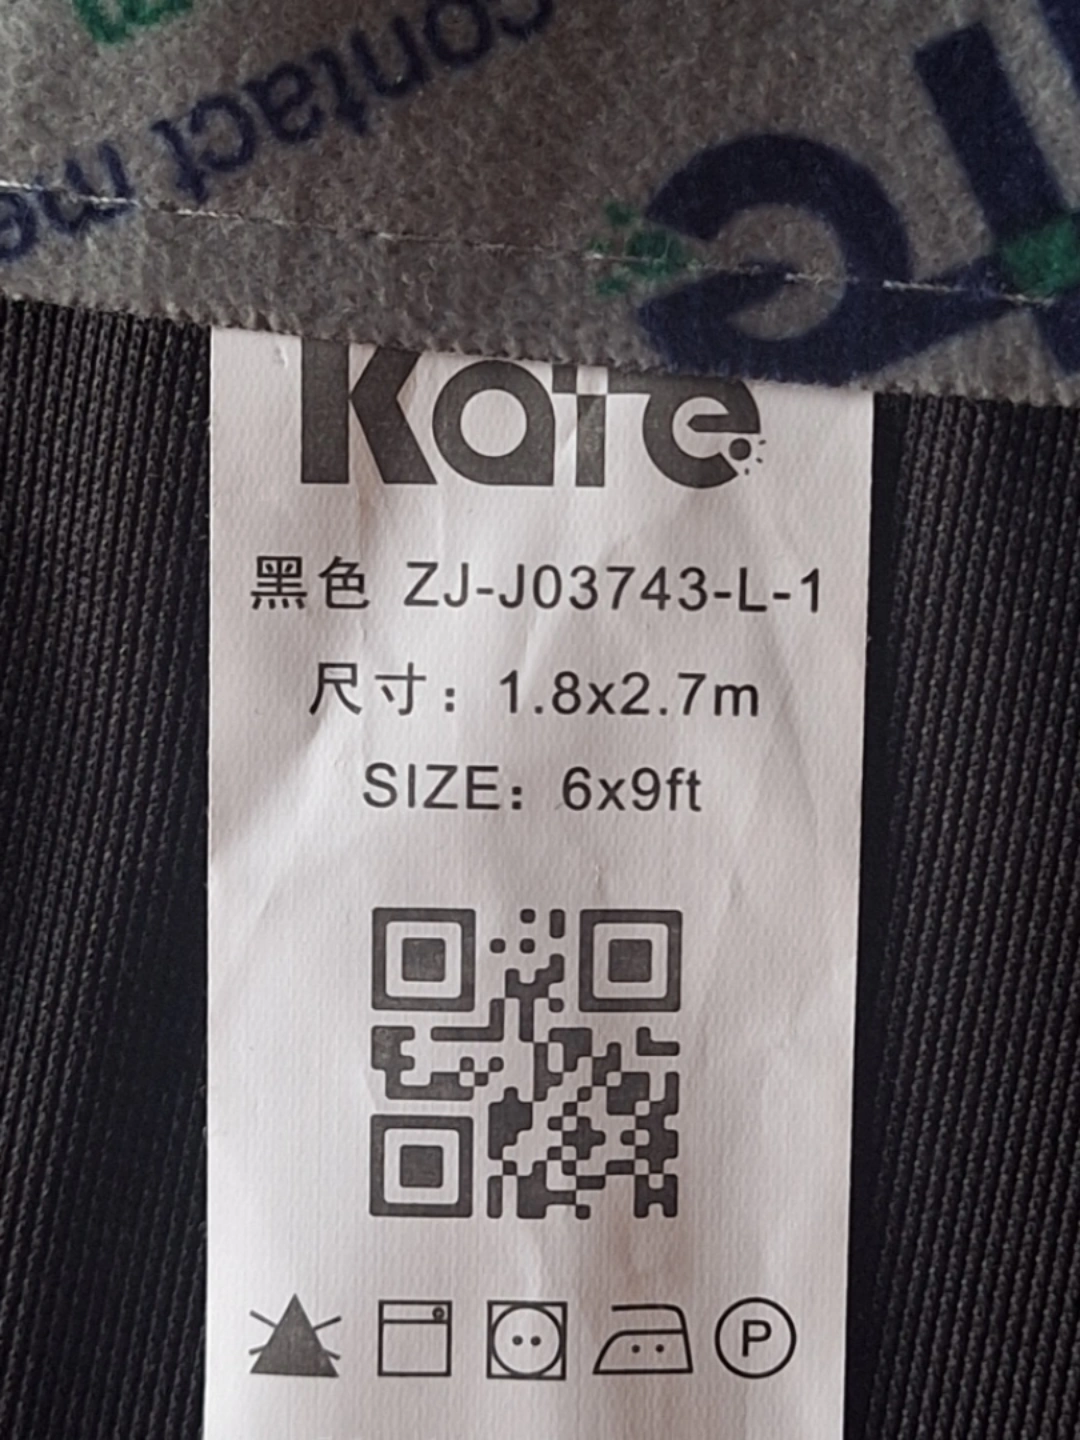 contact me
Kate
黑色 ZJ-J03743-L-1
尺寸：1.8x2.7m
SIZE：6x9ft
P